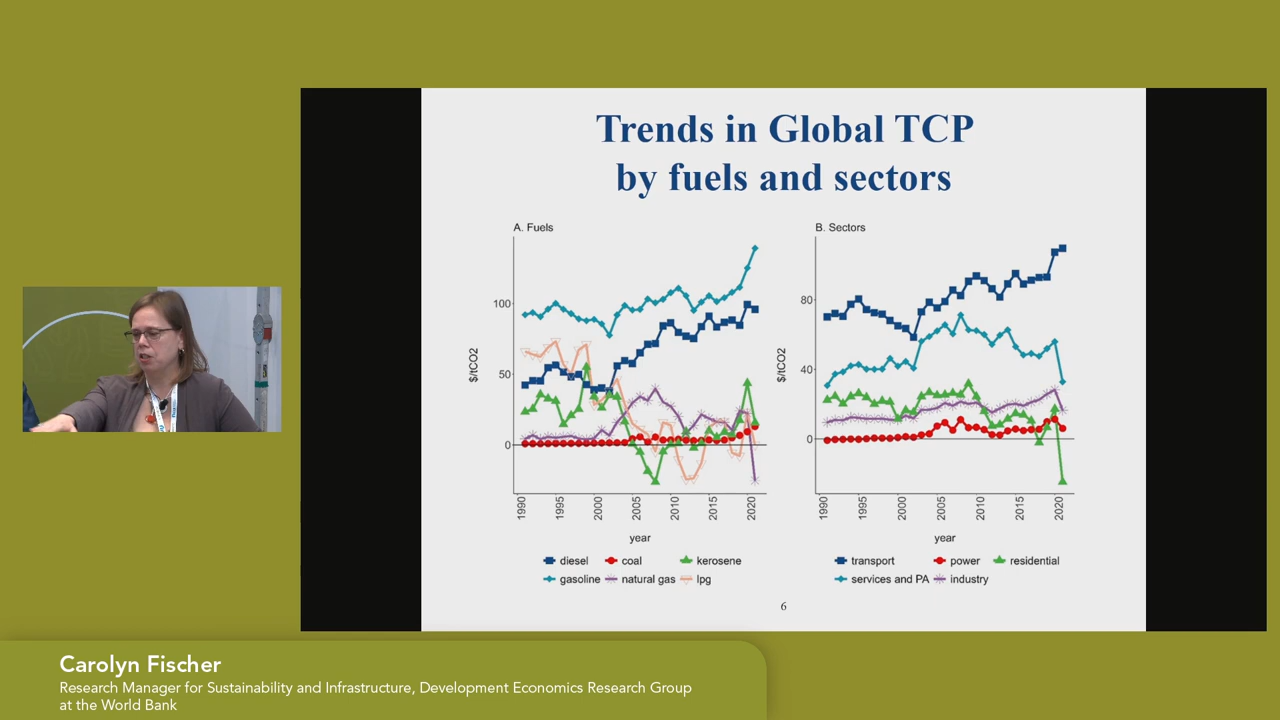 Trends in Global TCP
by fuels and sectors
A. Fuels
100
50
0
$/tCO2
1990
1995
2000
2005
2010
2015
2020
year
diesel coal kerosene
gasoline natural gas lpg
B. Sectors
80
40
0
$/tCO2
1990
1995
2000
2005
2010
2015
2020
year
transport power residential
services and PA industry
6
Carolyn Fischer
Research Manager for Sustainability and Infrastructure, Development Economics Research Group
at the World Bank